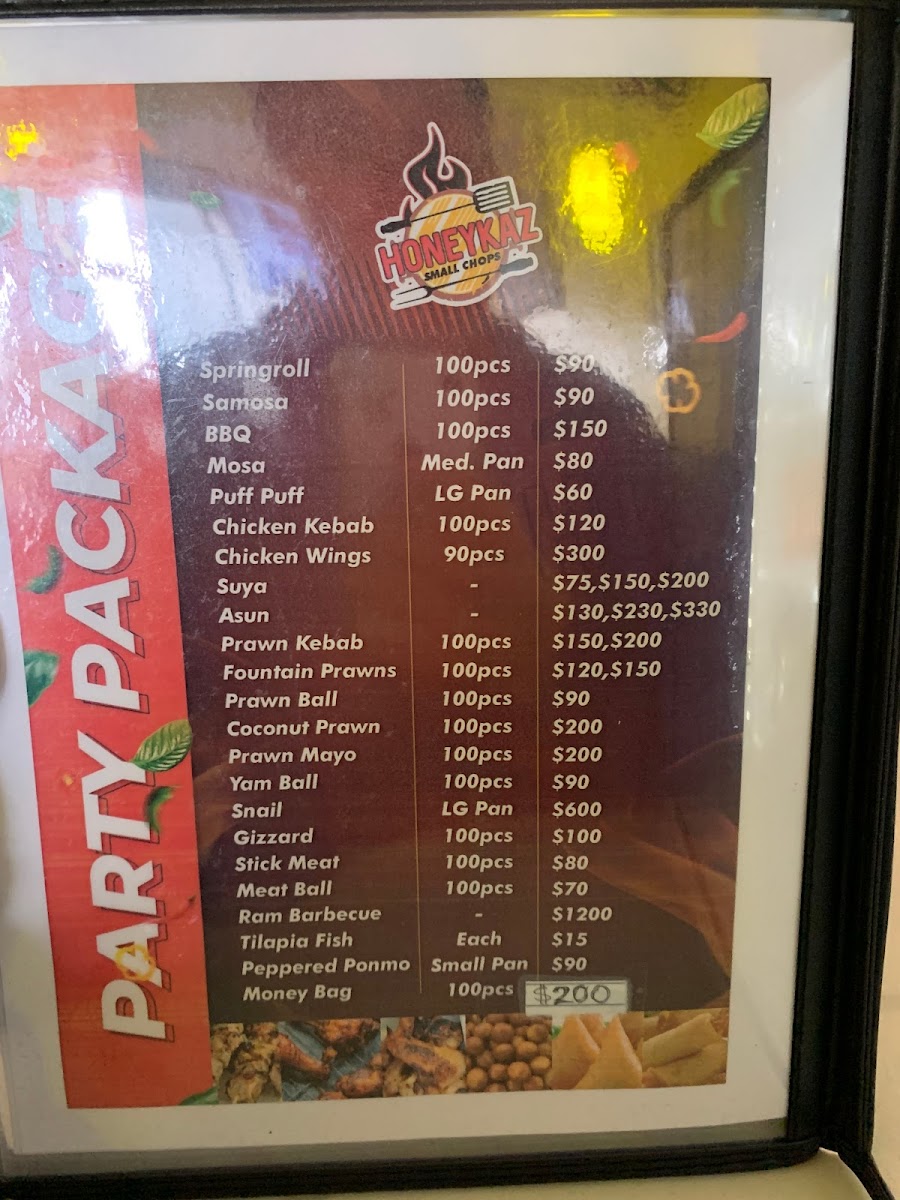 PARTY PACKAGE
HONEYKAZ
SMALL CHOPS
Springroll 100pcs $90
Samosa 100pcs $90
BBQ 100pcs $150
Mosa Med. Pan $80
Puff Puff LG Pan $60
Chicken Kebab 100pcs $120
Chicken Wings 90pcs $300
Suya - $75,$150,$200
Asun - $130,$230,$330
Prawn Kebab 100pcs $150,$200
Fountain Prawns 100pcs $120,$150
Prawn Ball 100pcs $90
Coconut Prawn 100pcs $200
Prawn Mayo 100pcs $200
Yam Ball 100pcs $90
Snail LG Pan $600
Gizzard 100pcs $100
Stick Meat 100pcs $80
Meat Ball 100pcs $70
Ram Barbecue - $1200
Tilapia Fish Each $15
Peppered Ponmo Small Pan $90
Money Bag 100pcs $200